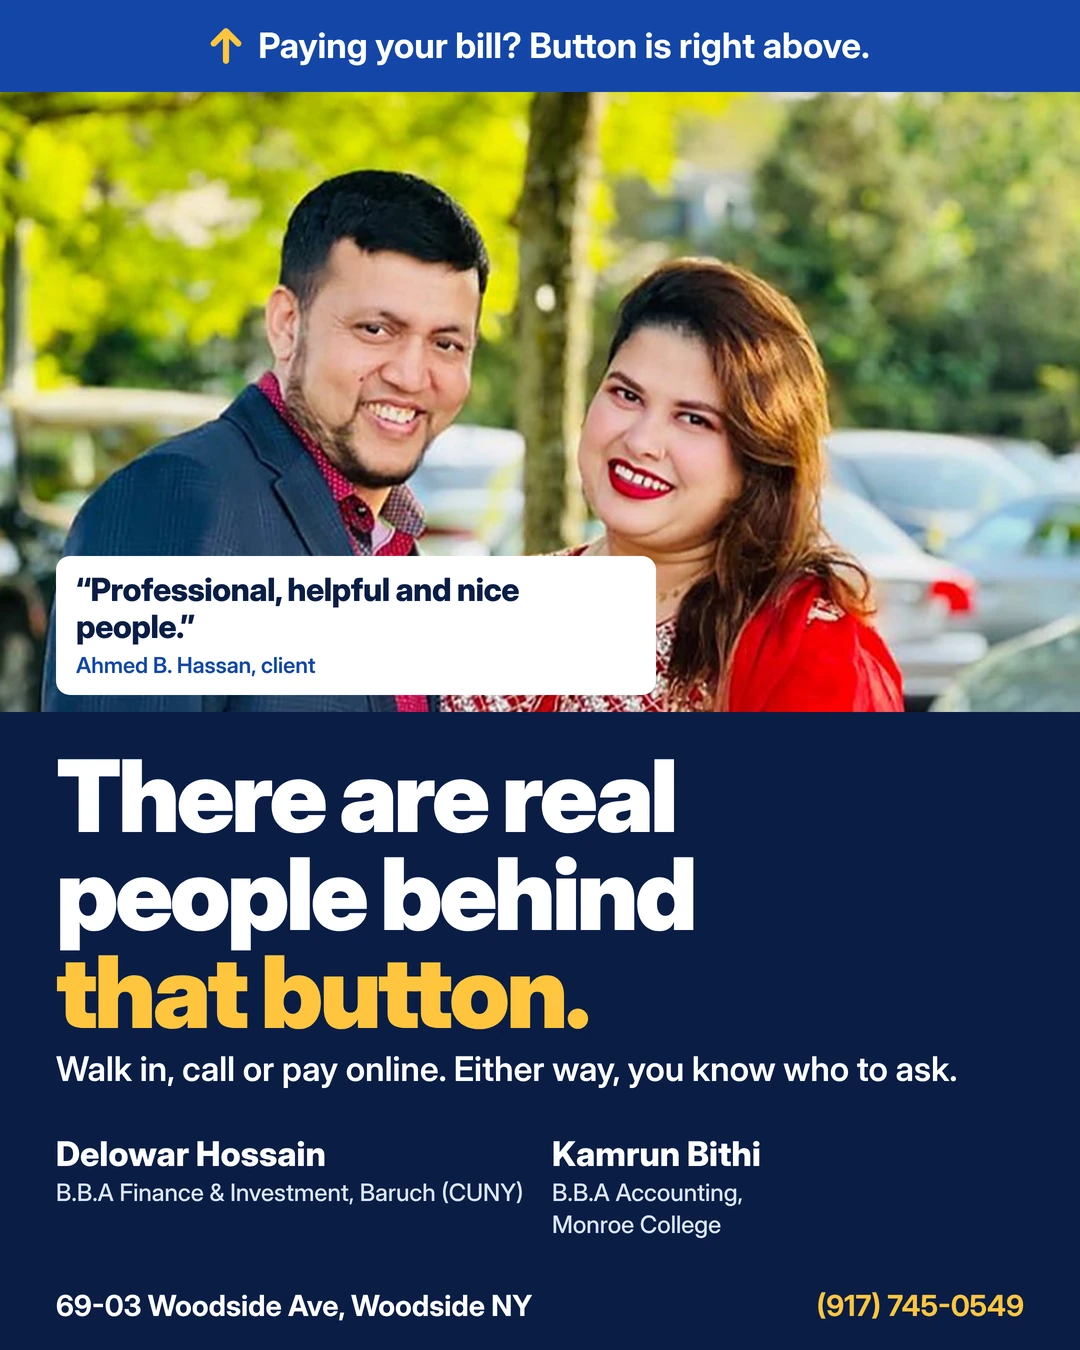 ↑ Paying your bill? Button is right above.
“Professional, helpful and nice
people.”
Ahmed B. Hassan, client
There are real
people behind
that button.
Walk in, call or pay online. Either way, you know who to ask.
Delowar Hossain
B.B.A Finance & Investment, Baruch (CUNY)
Kamrun Bithi
B.B.A Accounting,
Monroe College
69-03 Woodside Ave, Woodside NY
(917) 745-0549